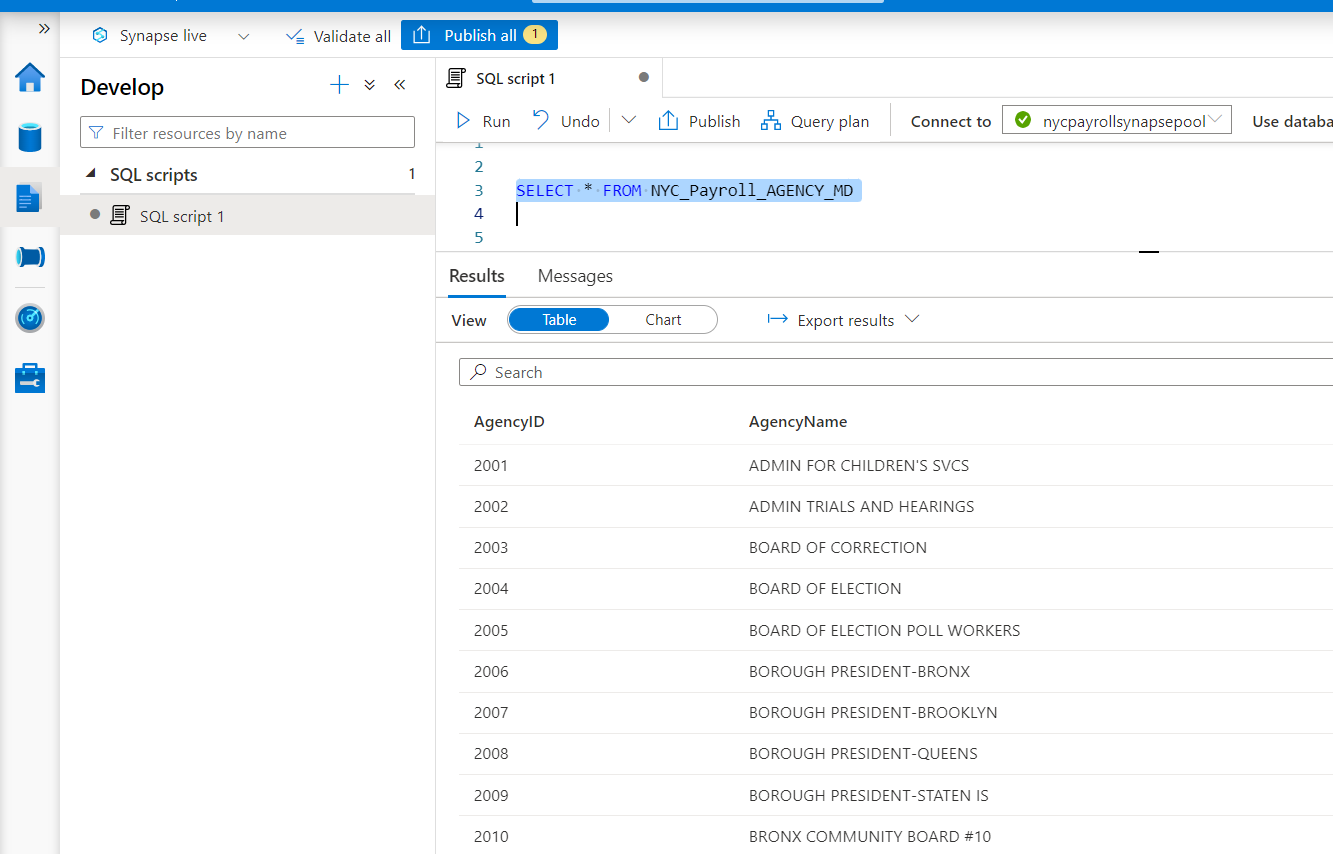 Synapse live Validate all Publish all 1
Develop
Filter resources by name
SQL scripts 1
SQL script 1
SQL script 1
Run Undo Publish Query plan Connect to nycpayrollsynapsepool Use databa
2
3 SELECT * FROM NYC_Payroll_AGENCY_MD
4
5
Results Messages
View Table Chart Export results
Search
AgencyID AgencyName
2001 ADMIN FOR CHILDREN'S SVCS
2002 ADMIN TRIALS AND HEARINGS
2003 BOARD OF CORRECTION
2004 BOARD OF ELECTION
2005 BOARD OF ELECTION POLL WORKERS
2006 BOROUGH PRESIDENT-BRONX
2007 BOROUGH PRESIDENT-BROOKLYN
2008 BOROUGH PRESIDENT-QUEENS
2009 BOROUGH PRESIDENT-STATEN IS
2010 BRONX COMMUNITY BOARD #10